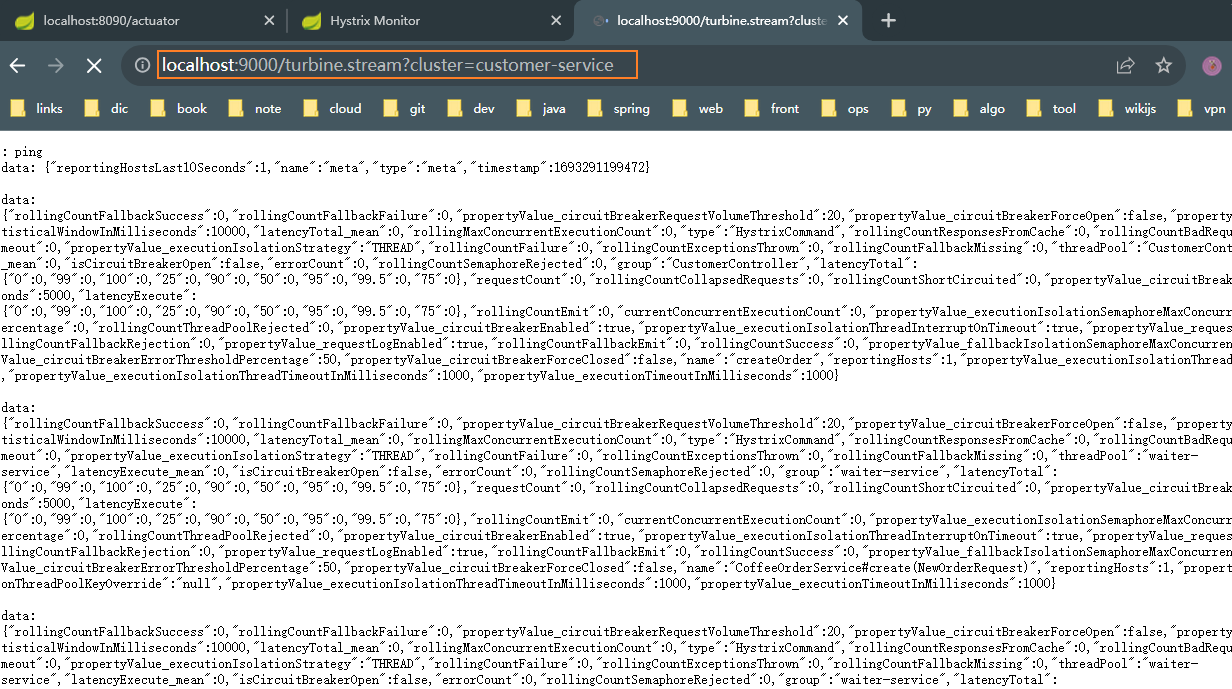 localhost:8090/actuator
Hystrix Monitor
localhost:9000/turbine.stream?cluste
localhost:9000/turbine.stream?cluster=customer-service
links dic book note cloud git dev java spring web front ops py algo tool wikijs vpn
: ping
data: {"reportingHostsLast10Seconds":1,"name":"meta","type":"meta","timestamp":1693291199472}
data:
{"rollingCountFallbackSuccess":0,"rollingCountFallbackFailure":0,"propertyValue_circuitBreakerRequestVolumeThreshold":20,"propertyValue_circuitBreakerForceOpen":false,"property
tisticalWindowInMilliseconds":10000,"latencyTotal_mean":0,"rollingMaxConcurrentExecutionCount":0,"type":"HystrixCommand","rollingCountResponsesFromCache":0,"rollingCountBadRequ
meout":0,"propertyValue_executionIsolationStrategy":"THREAD","rollingCountFailure":0,"rollingCountExceptionsThrown":0,"rollingCountFallbackMissing":0,"threadPool":"CustomerCont
_mean":0,"isCircuitBreakerOpen":false,"errorCount":0,"rollingCountSemaphoreRejected":0,"group":"CustomerController","latencyTotal":
{"0":0,"99":0,"100":0,"25":0,"90":0,"50":0,"95":0,"99.5":0,"75":0},"requestCount":0,"rollingCountCollapsedRequests":0,"rollingCountShortCircuited":0,"propertyValue_circuitBreak
onds":5000,"latencyExecute":
{"0":0,"99":0,"100":0,"25":0,"90":0,"50":0,"95":0,"99.5":0,"75":0},"rollingCountEmit":0,"currentConcurrentExecutionCount":0,"propertyValue_executionIsolationSemaphoreMaxConcurr
ercentage":0,"rollingCountThreadPoolRejected":0,"propertyValue_circuitBreakerEnabled":true,"propertyValue_executionIsolationThreadInterruptOnTimeout":true,"propertyValue_reques
llingCountFallbackRejection":0,"propertyValue_requestLogEnabled":true,"rollingCountFallbackEmit":0,"rollingCountSuccess":0,"propertyValue_fallbackIsolationSemaphoreMaxConcurren
Value_circuitBreakerErrorThresholdPercentage":50,"propertyValue_circuitBreakerForceClosed":false,"name":"createOrder","reportingHosts":1,"propertyValue_executionIsolationThread
,"propertyValue_executionIsolationThreadTimeoutInMilliseconds":1000,"propertyValue_executionTimeoutInMilliseconds":1000}
data:
{"rollingCountFallbackSuccess":0,"rollingCountFallbackFailure":0,"propertyValue_circuitBreakerRequestVolumeThreshold":20,"propertyValue_circuitBreakerForceOpen":false,"property
tisticalWindowInMilliseconds":10000,"latencyTotal_mean":0,"rollingMaxConcurrentExecutionCount":0,"type":"HystrixCommand","rollingCountResponsesFromCache":0,"rollingCountBadRequ
meout":0,"propertyValue_executionIsolationStrategy":"THREAD","rollingCountFailure":0,"rollingCountExceptionsThrown":0,"rollingCountFallbackMissing":0,"threadPool":"waiter-
service","latencyExecute_mean":0,"isCircuitBreakerOpen":false,"errorCount":0,"rollingCountSemaphoreRejected":0,"group":"waiter-service","latencyTotal":
{"0":0,"99":0,"100":0,"25":0,"90":0,"50":0,"95":0,"99.5":0,"75":0},"requestCount":0,"rollingCountCollapsedRequests":0,"rollingCountShortCircuited":0,"propertyValue_circuitBreak
onds":5000,"latencyExecute":
{"0":0,"99":0,"100":0,"25":0,"90":0,"50":0,"95":0,"99.5":0,"75":0},"rollingCountEmit":0,"currentConcurrentExecutionCount":0,"propertyValue_executionIsolationSemaphoreMaxConcurr
ercentage":0,"rollingCountThreadPoolRejected":0,"propertyValue_circuitBreakerEnabled":true,"propertyValue_executionIsolationThreadInterruptOnTimeout":true,"propertyValue_reques
llingCountFallbackRejection":0,"propertyValue_requestLogEnabled":true,"rollingCountFallbackEmit":0,"rollingCountSuccess":0,"propertyValue_fallbackIsolationSemaphoreMaxConcurren
Value_circuitBreakerErrorThresholdPercentage":50,"propertyValue_circuitBreakerForceClosed":false,"name":"CoffeeOrderService#create(NewOrderRequest)","reportingHosts":1,"propert
onThreadPoolKeyOverride":"null","propertyValue_executionIsolationThreadTimeoutInMilliseconds":1000,"propertyValue_executionTimeoutInMilliseconds":1000}
data:
{"rollingCountFallbackSuccess":0,"rollingCountFallbackFailure":0,"propertyValue_circuitBreakerRequestVolumeThreshold":20,"propertyValue_circuitBreakerForceOpen":false,"property
tisticalWindowInMilliseconds":10000,"latencyTotal_mean":0,"rollingMaxConcurrentExecutionCount":0,"type":"HystrixCommand","rollingCountResponsesFromCache":0,"rollingCountBadRequ
meout":0,"propertyValue_executionIsolationStrategy":"THREAD","rollingCountFailure":0,"rollingCountExceptionsThrown":0,"rollingCountFallbackMissing":0,"threadPool":"waiter-
service","latencyExecute_mean":0,"isCircuitBreakerOpen":false,"errorCount":0,"rollingCountSemaphoreRejected":0,"group":"waiter-service","latencyTotal":